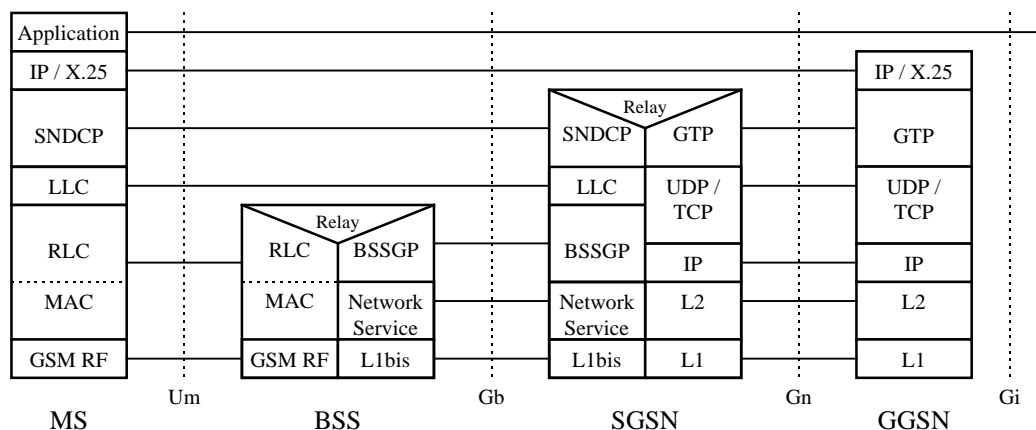 Application
IP / X.25
IP / X.25
Relay
SNDCP
SNDCP
GTP
GTP
LLC
LLC
UDP /
TCP
UDP /
TCP
Relay
RLC
RLC
BSSGP
BSSGP
IP
IP
MAC
MAC
Network
Service
Network
Service
L2
L2
GSM RF
GSM RF
L1bis
L1bis
L1
L1
Um
Gb
Gn
Gi
MS
BSS
SGSN
GGSN